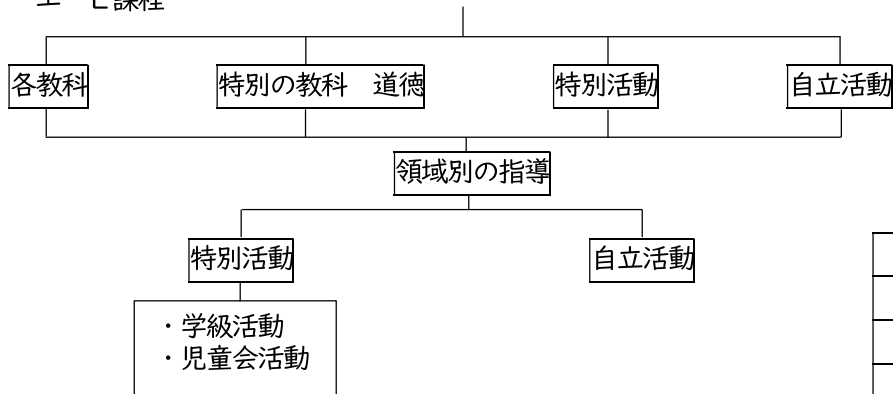 課程
各教科
特別の教科　道徳
特別活動
自立活動
領域別の指導
特別活動
自立活動
・学級活動
・児童会活動